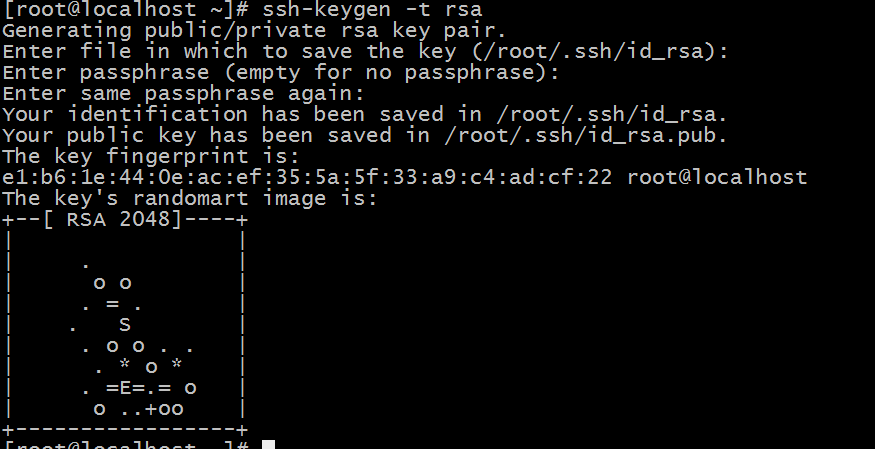 [root@localhost ~]# ssh-keygen -t rsa
Generating public/private rsa key pair.
Enter file in which to save the key (/root/.ssh/id_rsa):
Enter passphrase (empty for no passphrase):
Enter same passphrase again:
Your identification has been saved in /root/.ssh/id_rsa.
Your public key has been saved in /root/.ssh/id_rsa.pub.
The key fingerprint is:
e1:b6:1e:44:0e:ac:ef:35:5a:5f:33:a9:c4:ad:cf:22 root@localhost
The key's randomart image is:
+--[ RSA 2048]----+
|                 |
|     .           |
|      o o        |
|     . = .       |
|    .   S        |
|     . o o . .   |
|      . * o *    |
|     . =E=.= o   |
|      o ..+oo    |
+-----------------+
[root@localhost ~]#